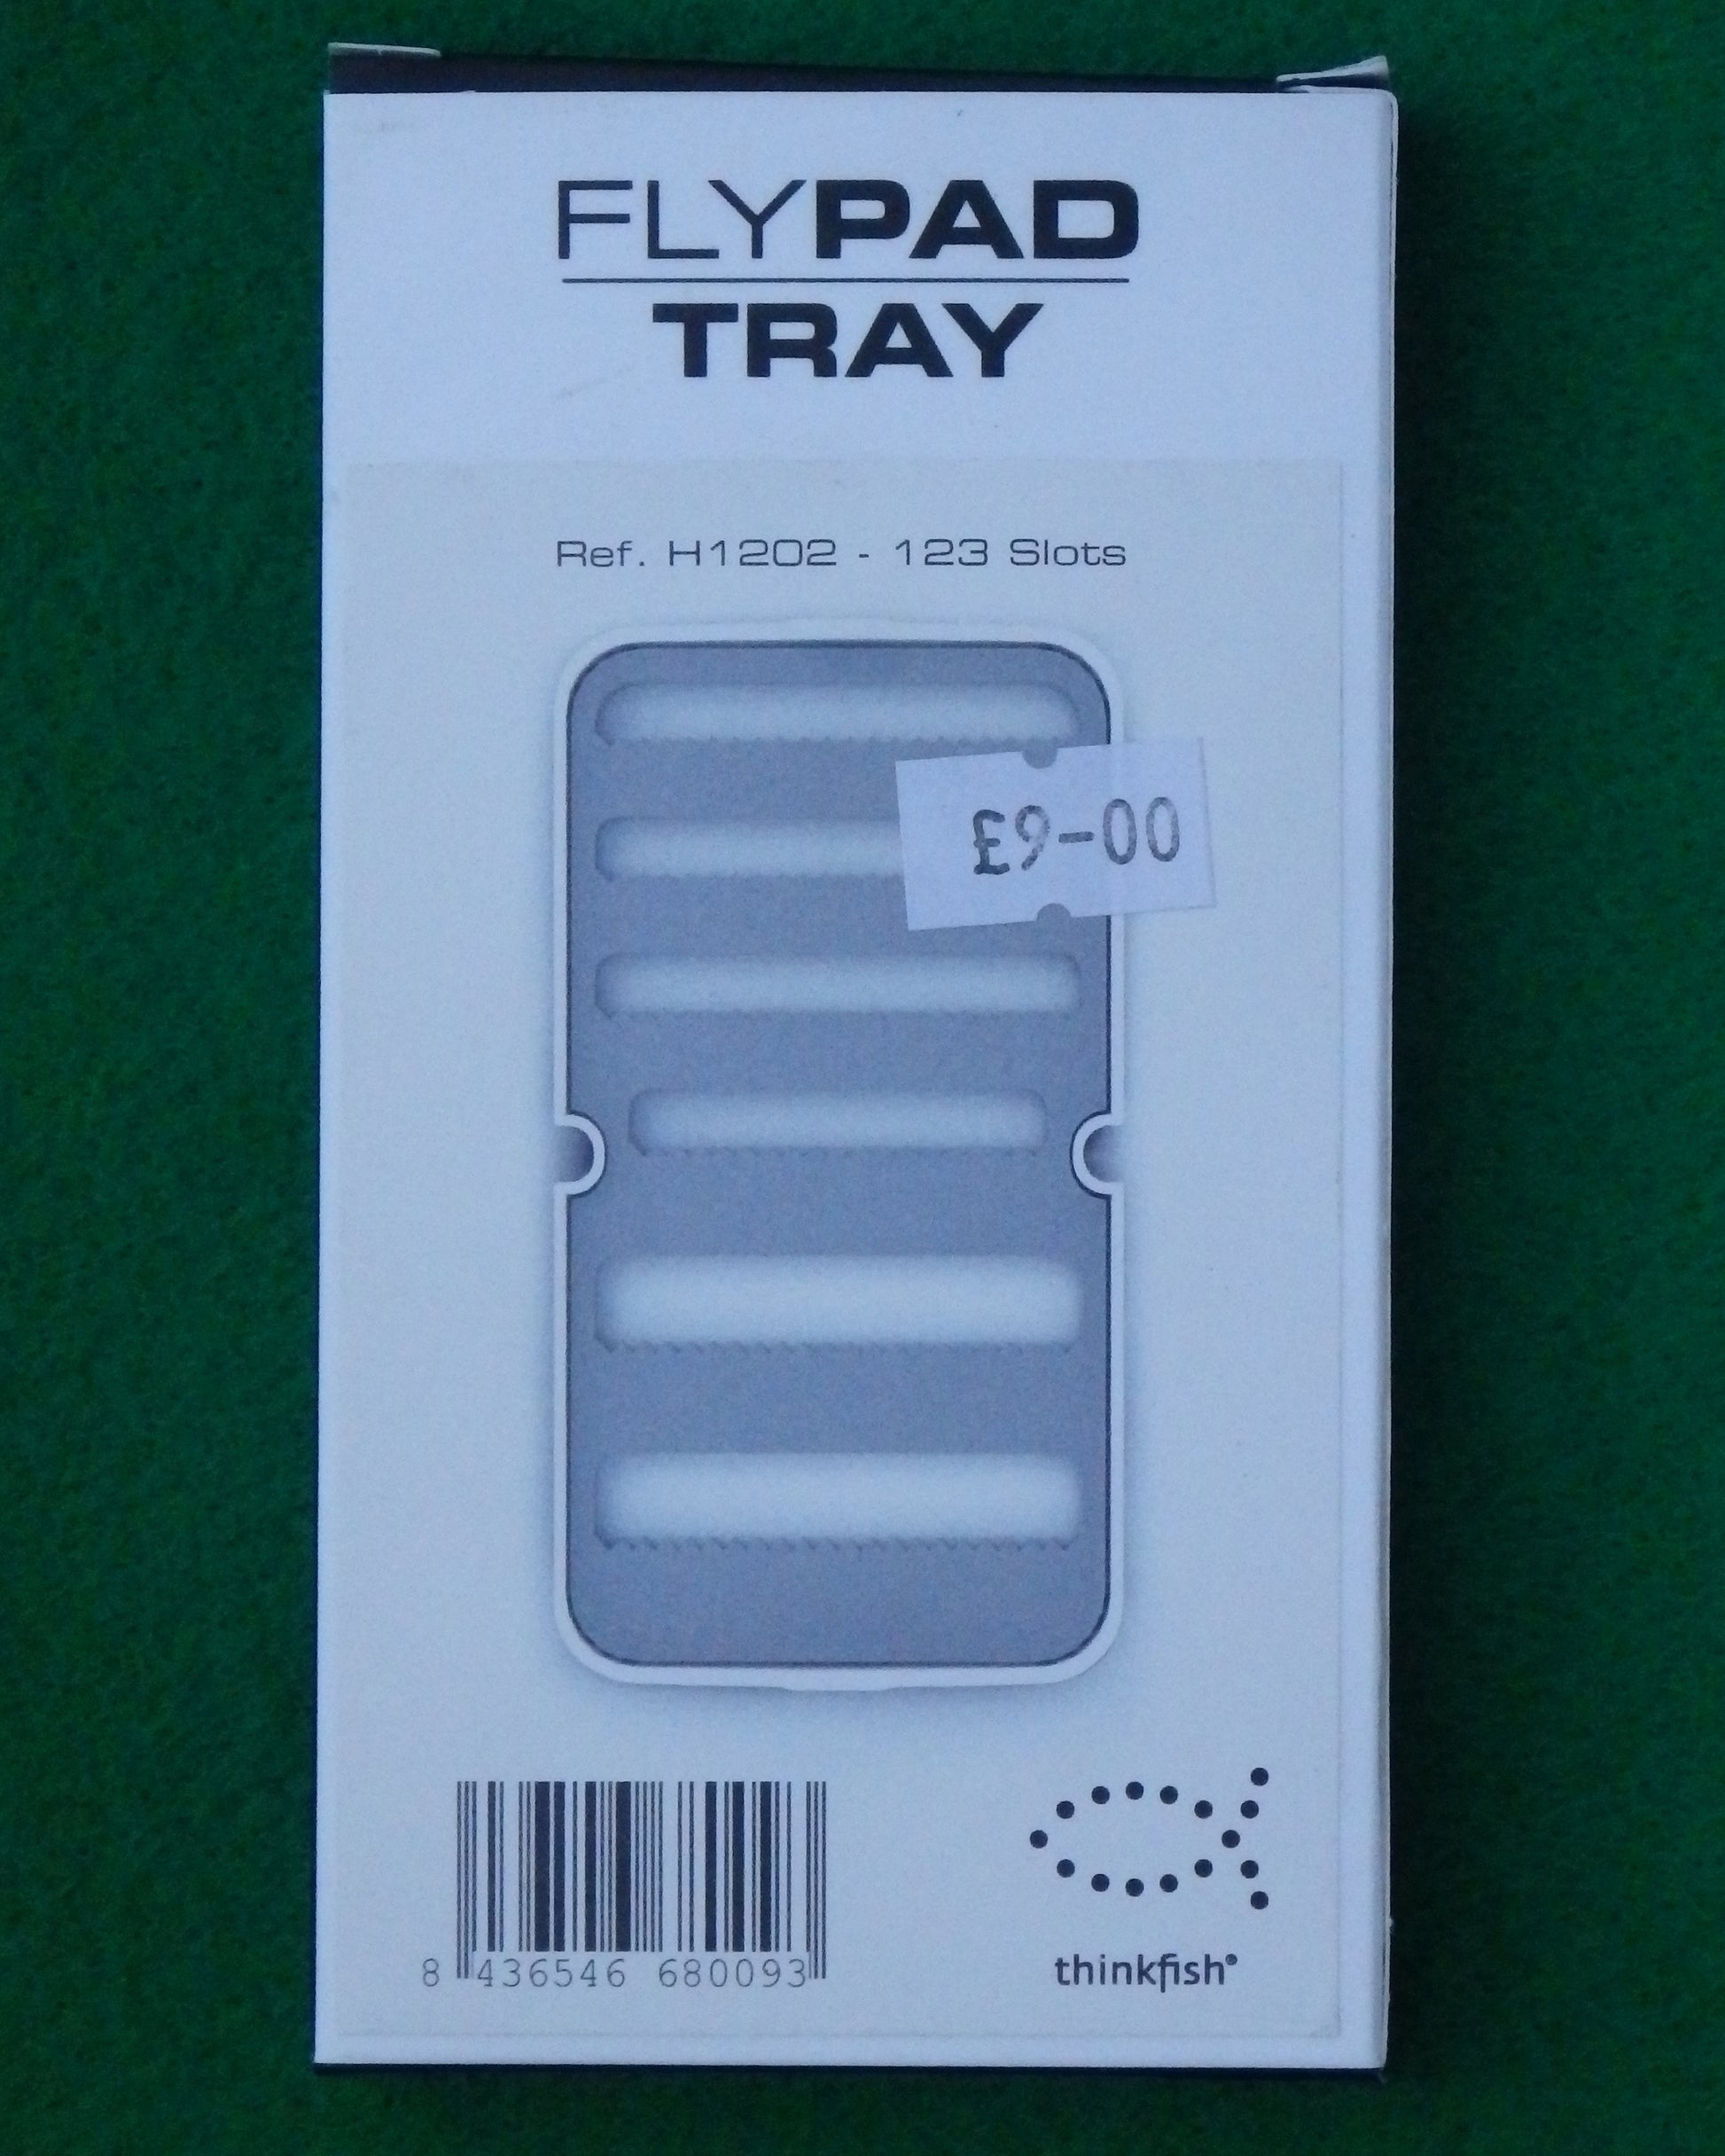 FLYPAD
TRAY
Ref. H1202 - 123 Slots
£9-00
8 436546 680093
thinkfish®